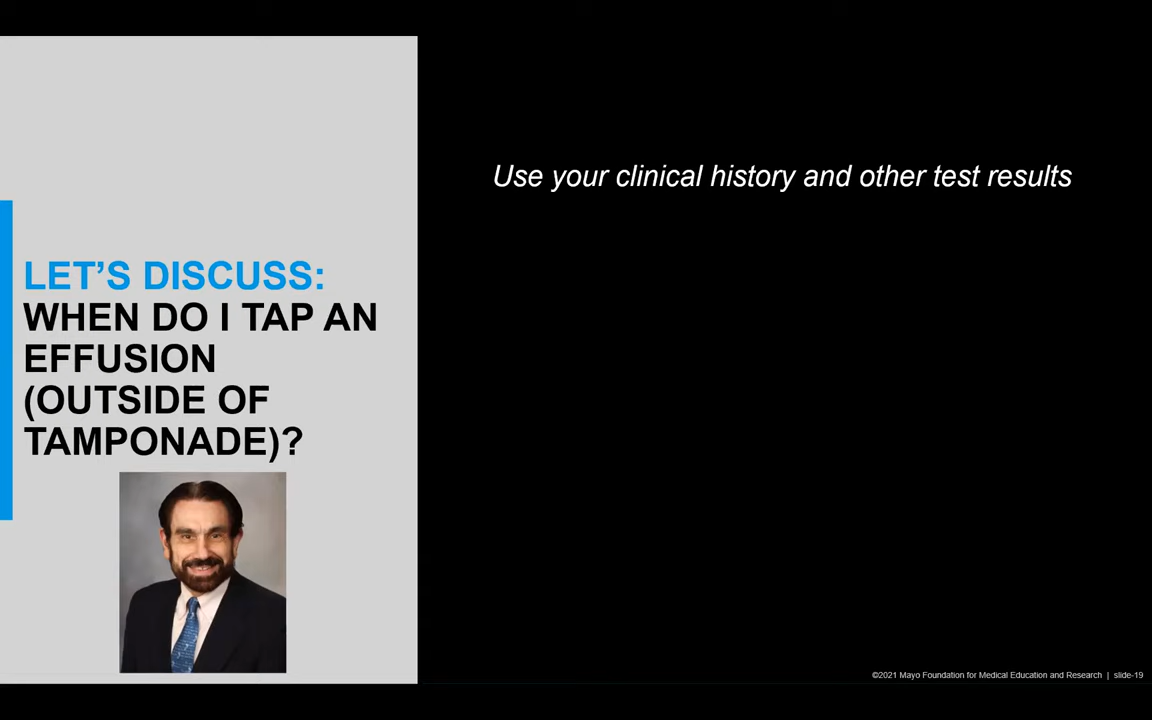 LET’S DISCUSS:
WHEN DO I TAP AN
EFFUSION
(OUTSIDE OF
TAMPONADE)?
Use your clinical history and other test results
©2021 Mayo Foundation for Medical Education and Research | slide-19